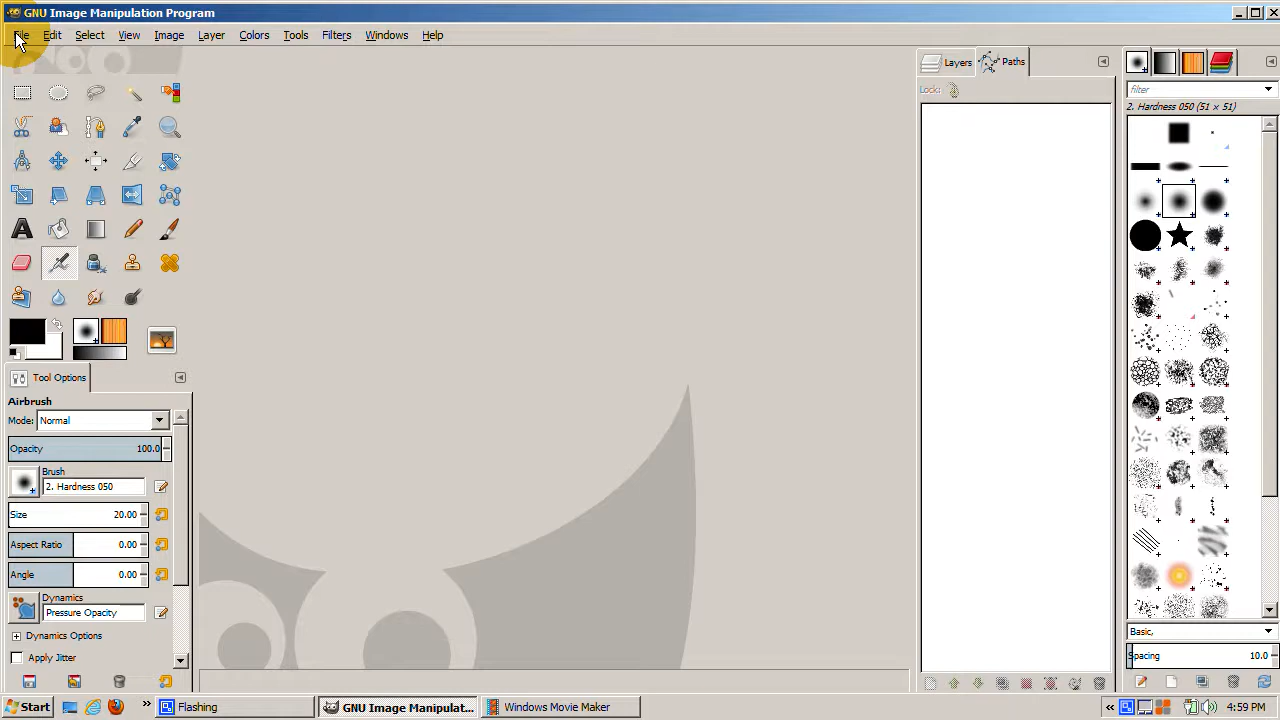 GNU Image Manipulation Program
File Edit Select View Image Layer Colors Tools Filters Windows Help
Layers Paths
Lock:
filter
2. Hardness 050 (51 × 51)
Tool Options
Airbrush
Mode: Normal
Opacity 100.0
Brush
2. Hardness 050
Size 20.00
Aspect Ratio 0.00
Angle 0.00
Dynamics
Pressure Opacity
Dynamics Options
Apply Jitter
Basic,
Spacing 10.0
Start Flashing GNU Image Manipulat... Windows Movie Maker 4:59 PM